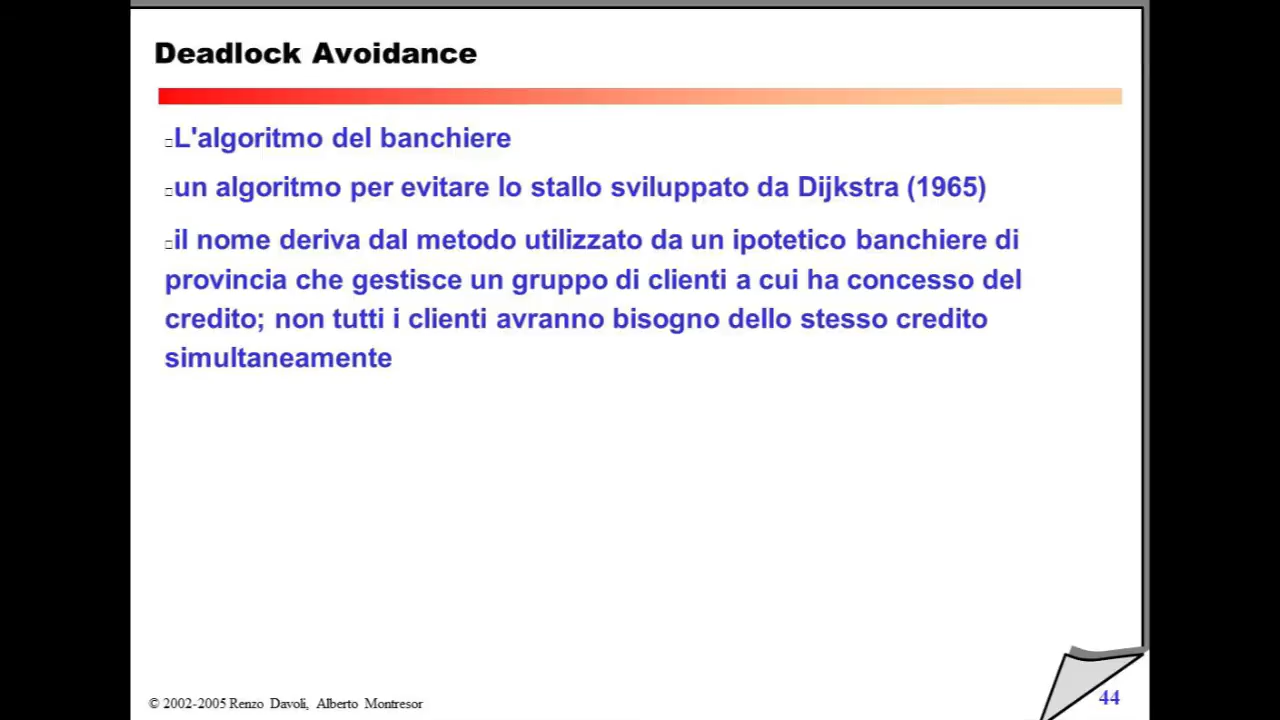 Deadlock Avoidance
L'algoritmo del banchiere
un algoritmo per evitare lo stallo sviluppato da Dijkstra (1965)
il nome deriva dal metodo utilizzato da un ipotetico banchiere di
provincia che gestisce un gruppo di clienti a cui ha concesso del
credito; non tutti i clienti avranno bisogno dello stesso credito
simultaneamente
© 2002-2005 Renzo Davoli, Alberto Montresor
44